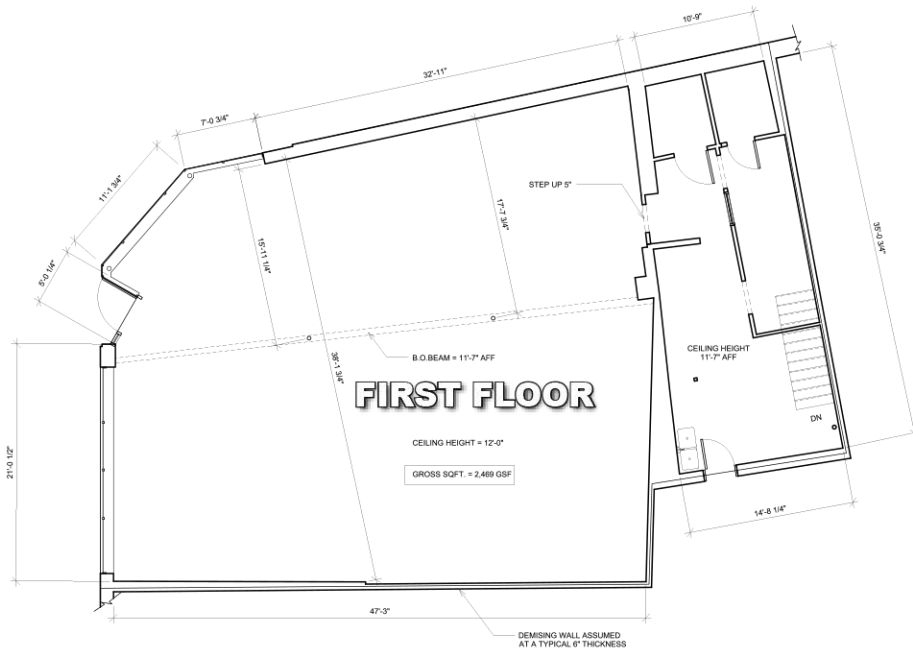 10'-9"
32'-11"
7'-0 3/4"
11'-1 3/4"
STEP UP 5"
17'-7 3/4"
35'-0 3/4"
15'-11 1/4"
5'-0 1/4"
CEILING HEIGHT
11'-7" AFF
B.O.BEAM = 11'-7" AFF
38'-1 3/4"
FIRST FLOOR
DN
CEILING HEIGHT = 12'-0"
21'-0 1/2"
GROSS SQFT. = 2,469 GSF
14'-8 1/4"
47'-3"
DEMISING WALL ASSUMED
AT A TYPICAL 6" THICKNESS